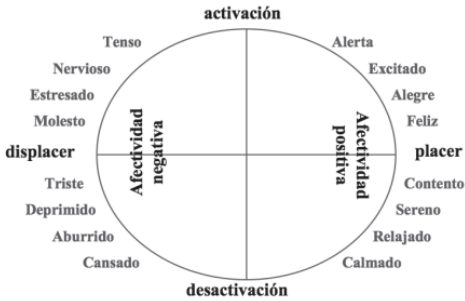 activación
Tenso
Alerta
Nervioso
Excitado
Estresado
Alegre
Molesto
Feliz
Afectividad
negativa
Afectividad
positiva
displacer
placer
Triste
Contento
Deprimido
Sereno
Aburrido
Relajado
Cansado
Calmado
desactivación